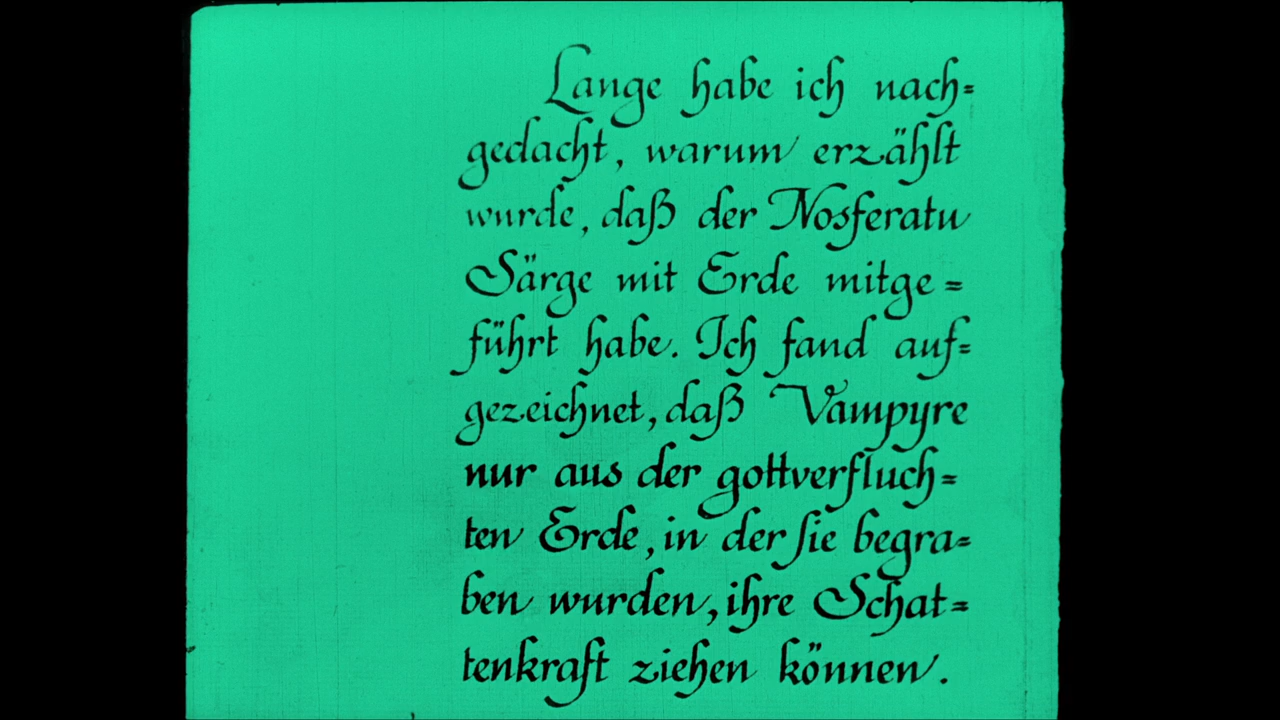 Lange habe ich nach=
gedacht, warum erzählt
wurde, daß der Nosferatu
Särge mit Erde mitge=
führt habe. Ich fand auf=
gezeichnet, daß Vampyre
nur aus der gottverfluch=
ten Erde, in der sie begra=
ben wurden, ihre Schat=
tenkraft ziehen können.